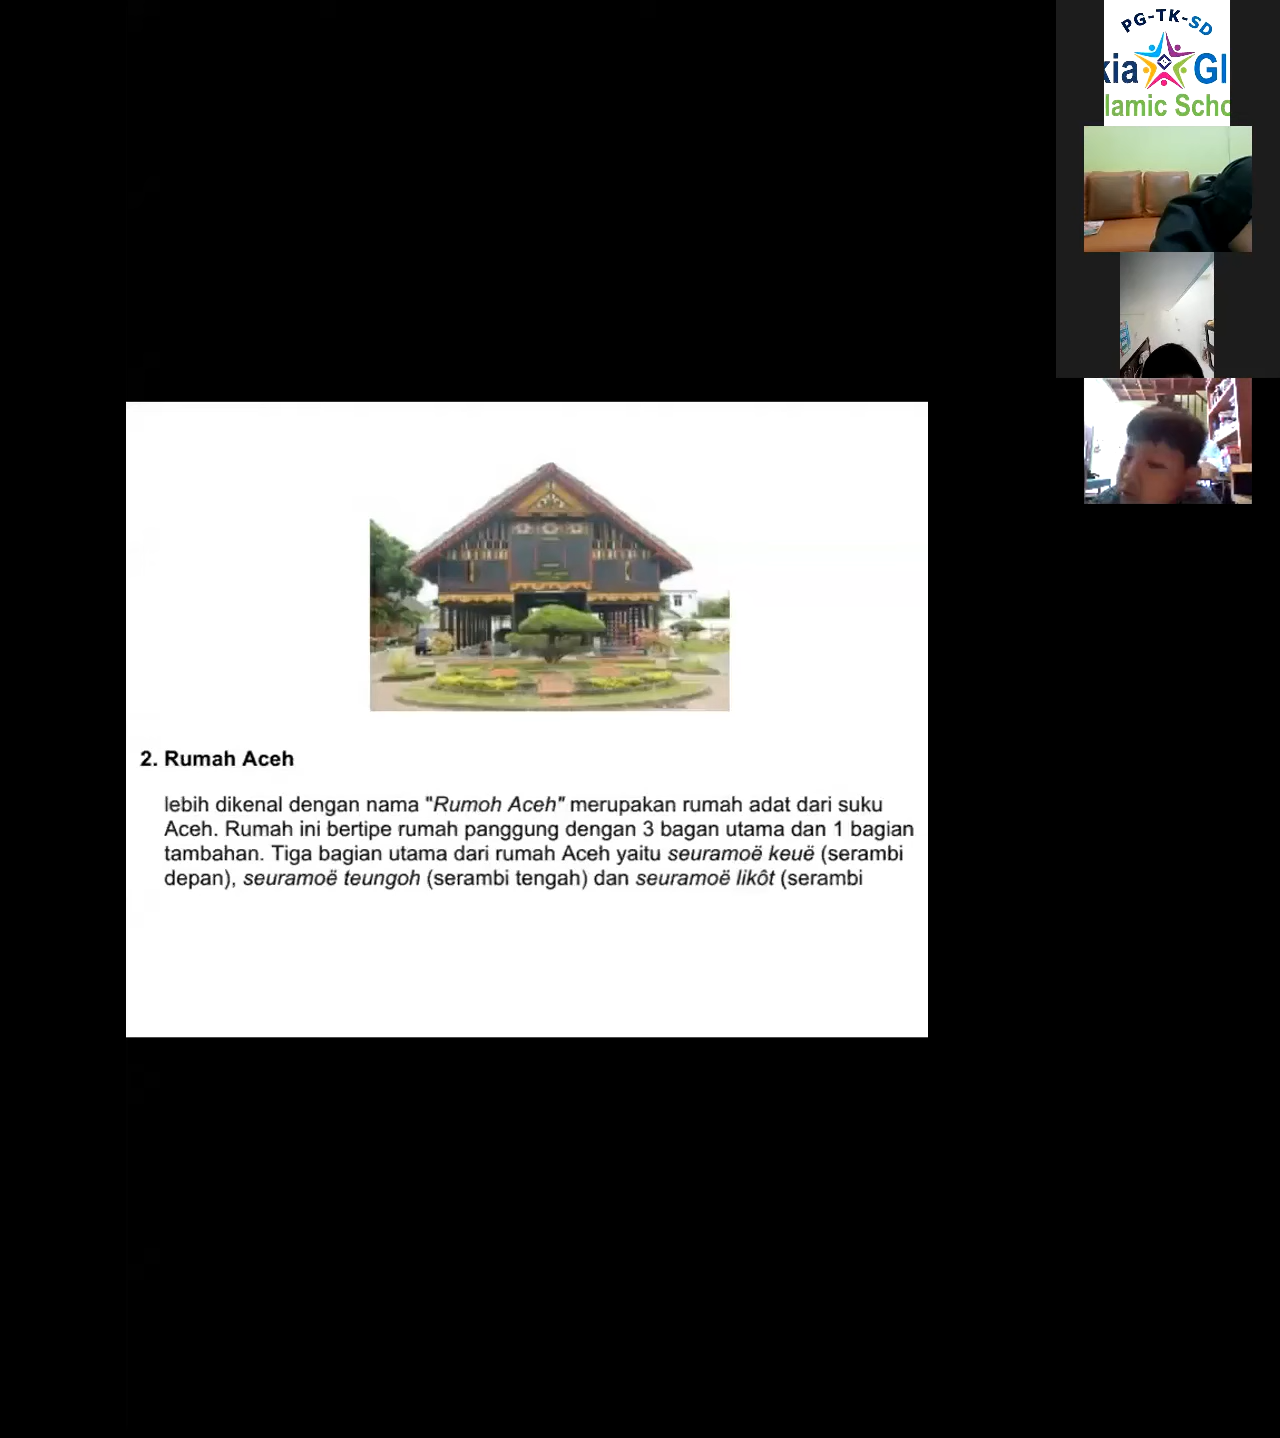 PG-TK-SD
kia Gl
lamic Scho
2. Rumah Aceh
lebih dikenal dengan nama "Rumoh Aceh" merupakan rumah adat dari suku
Aceh. Rumah ini bertipe rumah panggung dengan 3 bagan utama dan 1 bagian
tambahan. Tiga bagian utama dari rumah Aceh yaitu seuramoë keuë (serambi
depan), seuramoë teungoh (serambi tengah) dan seuramoë likôt (serambi